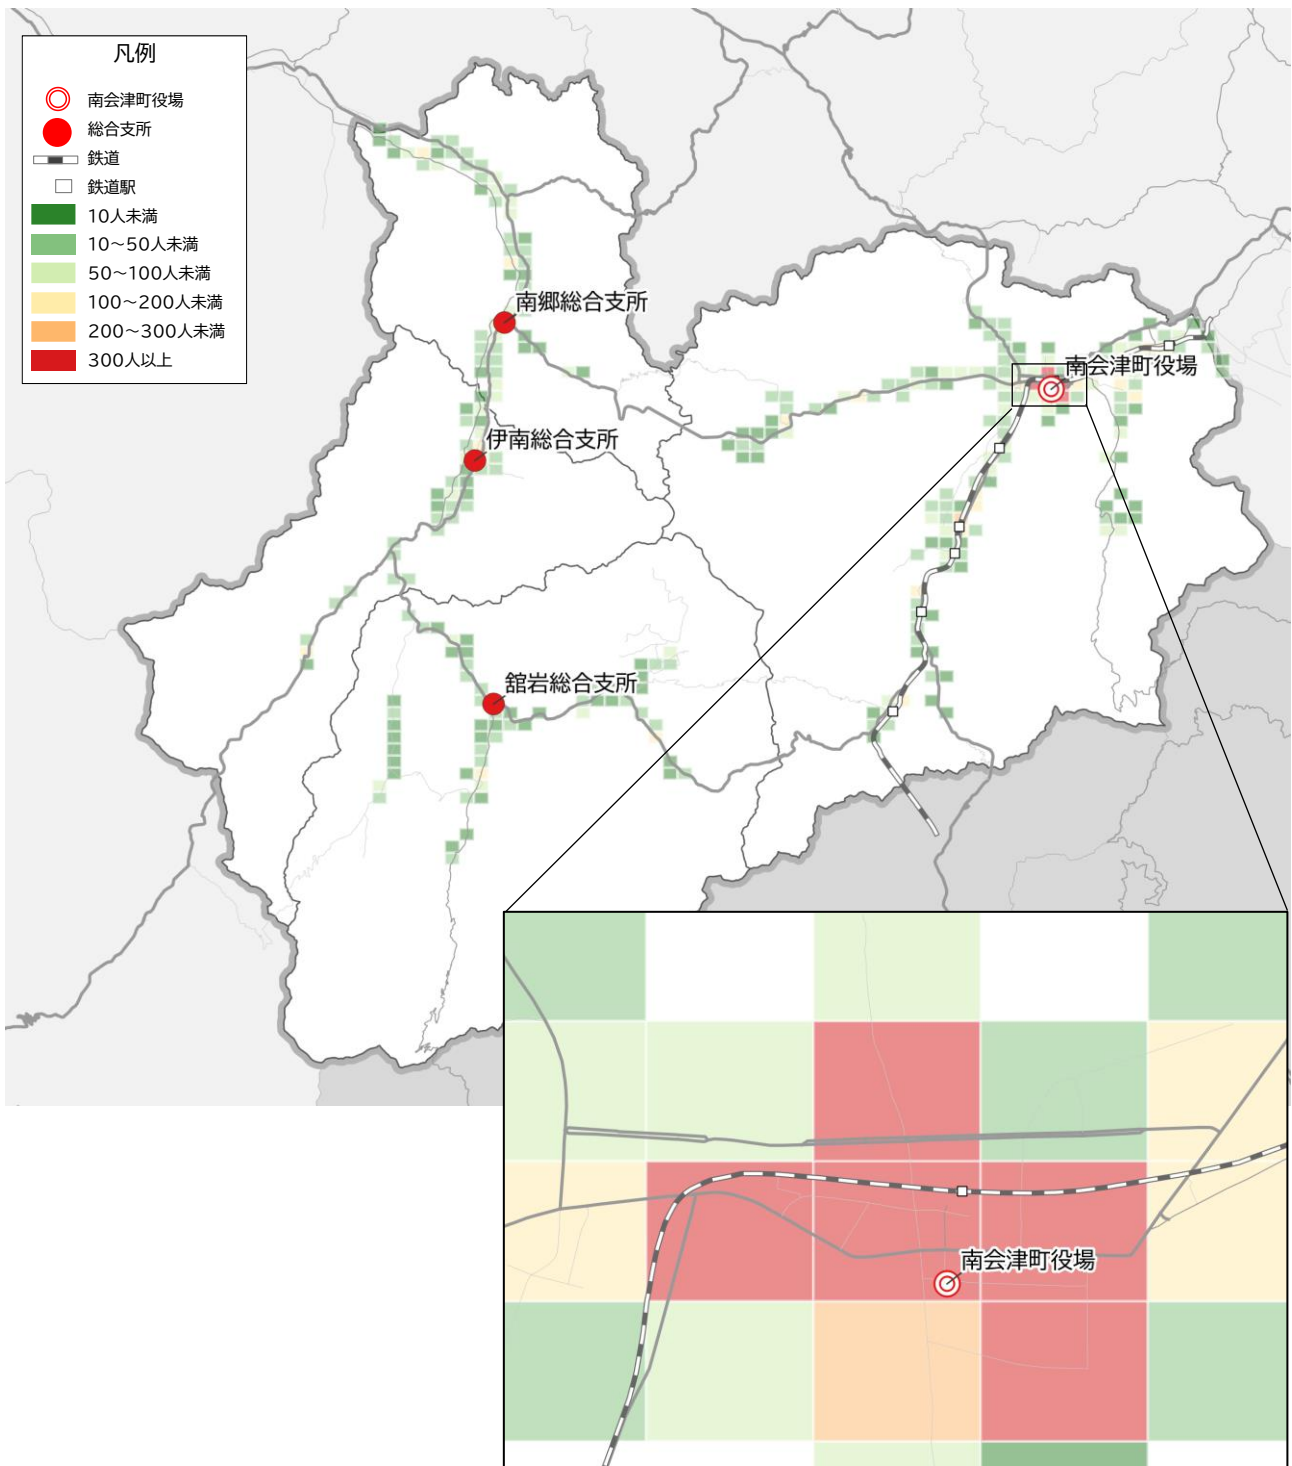 凡例
南会津町役場
総合支所
鉄道
鉄道駅
10人未満
10～50人未満
50～100人未満
100～200人未満
200～300人未満
300人以上
南郷総合支所
南会津町役場
伊南総合支所
舘岩総合支所
南会津町役場